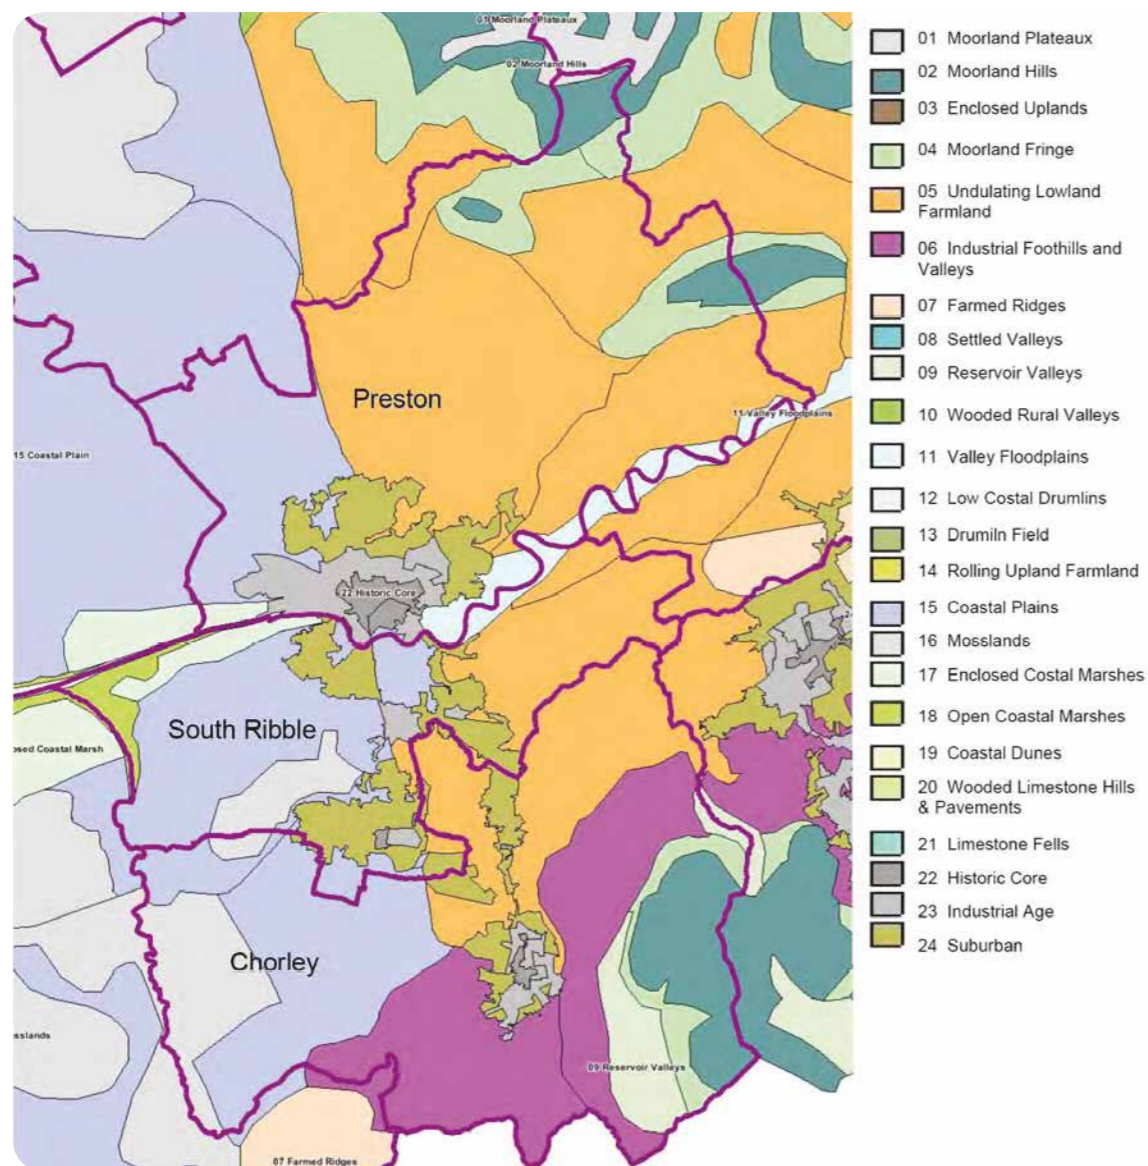 01 Moorland Plateaux
02 Moorland Hills
Preston
11 Valley Floodplains
15 Coastal Plain
22 Historic Core
South Ribble
osed Coastal Marsh
Chorley
osslands
09 Reservoir Valleys
07 Farmed Ridges
01 Moorland Plateaux
02 Moorland Hills
03 Enclosed Uplands
04 Moorland Fringe
05 Undulating Lowland
Farmland
06 Industrial Foothills and
Valleys
07 Farmed Ridges
08 Settled Valleys
09 Reservoir Valleys
10 Wooded Rural Valleys
11 Valley Floodplains
12 Low Costal Drumlins
13 Drumiln Field
14 Rolling Upland Farmland
15 Coastal Plains
16 Mosslands
17 Enclosed Costal Marshes
18 Open Coastal Marshes
19 Coastal Dunes
20 Wooded Limestone Hills
& Pavements
21 Limestone Fells
22 Historic Core
23 Industrial Age
24 Suburban